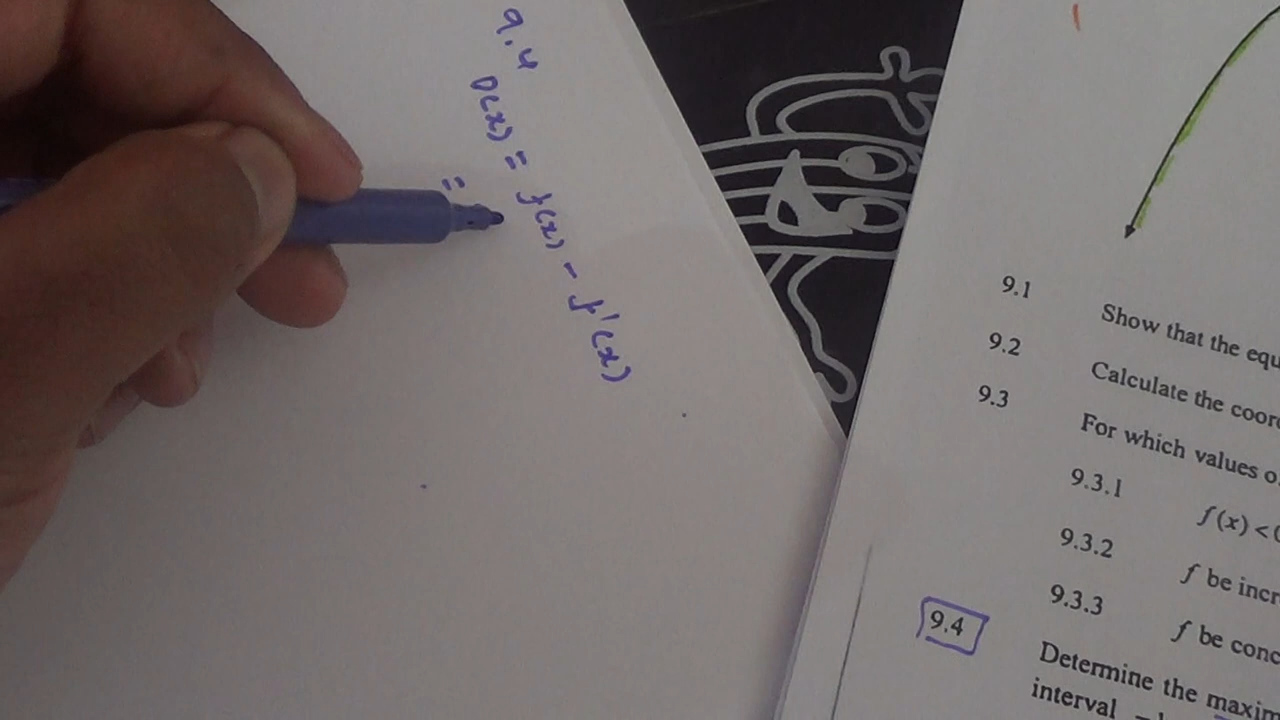 9.4
D(x) = f(x) - f'(x)
=
9.1 Show that the equ
9.2 Calculate the coor
9.3 For which values o
9.3.1 f(x) < 0
9.3.2 f be incr
9.3.3 f be conc
9.4 Determine the maxim
interval